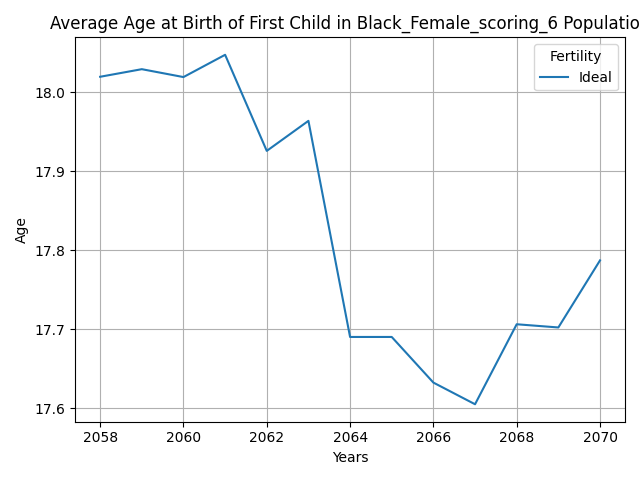 Average Age at Birth of First Child in Black_Female_scoring_6 Populatio
Fertility
Ideal
18.0
17.9
17.8
17.7
17.6
Age
2058 2060 2062 2064 2066 2068 2070
Years